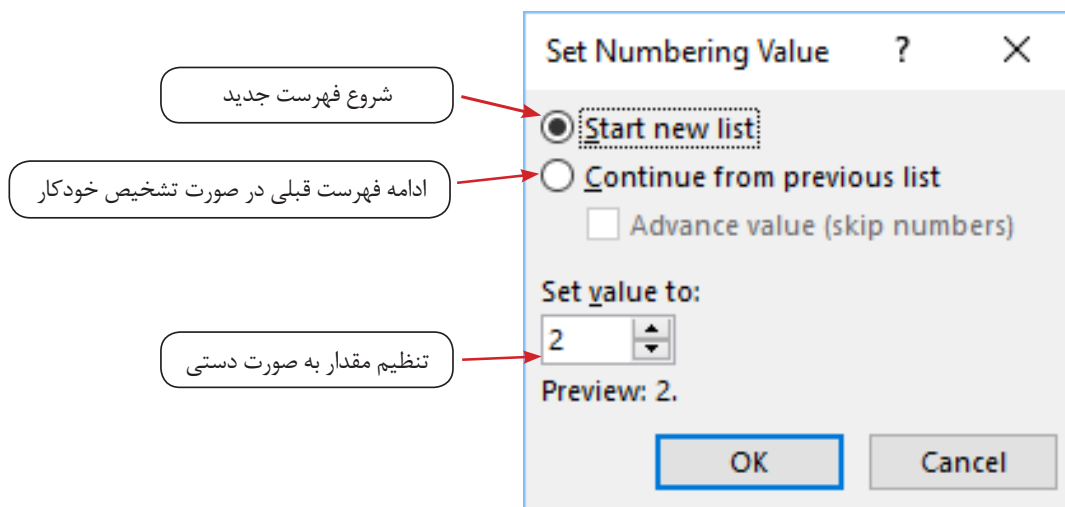 Set Numbering Value ? ×
شروع فهرست جدید
Start new list
ادامه فهرست قبلی در صورت تشخیص خودکار
Continue from previous list
Advance value (skip numbers)
Set value to:
تنظیم مقدار به صورت دستی
2
Preview: 2.
OK
Cancel